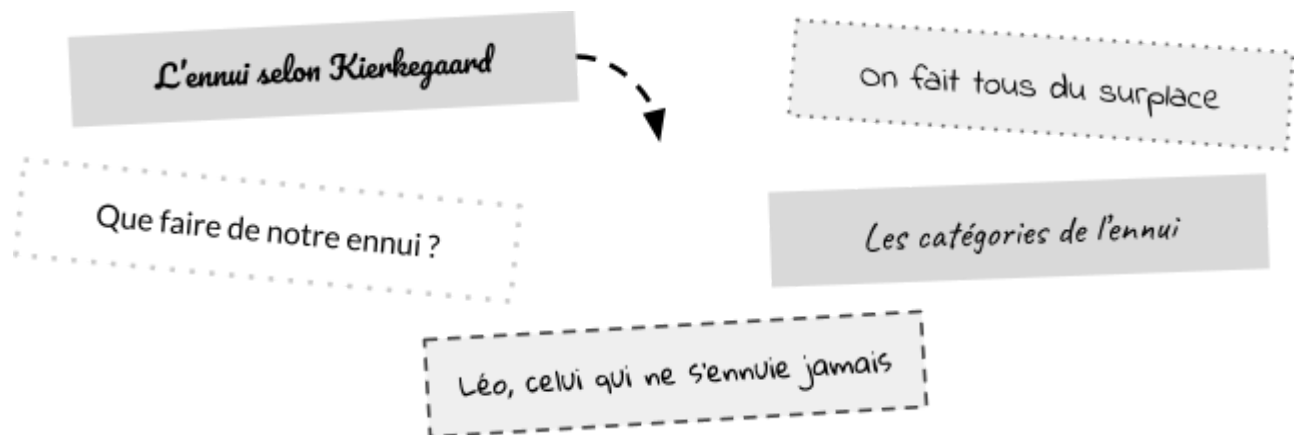 L'ennui selon Kierkegaard
On fait tous du surplace
Que faire de notre ennui ?
Les catégories de l'ennui
Léo, celui qui ne s'ennuie jamais